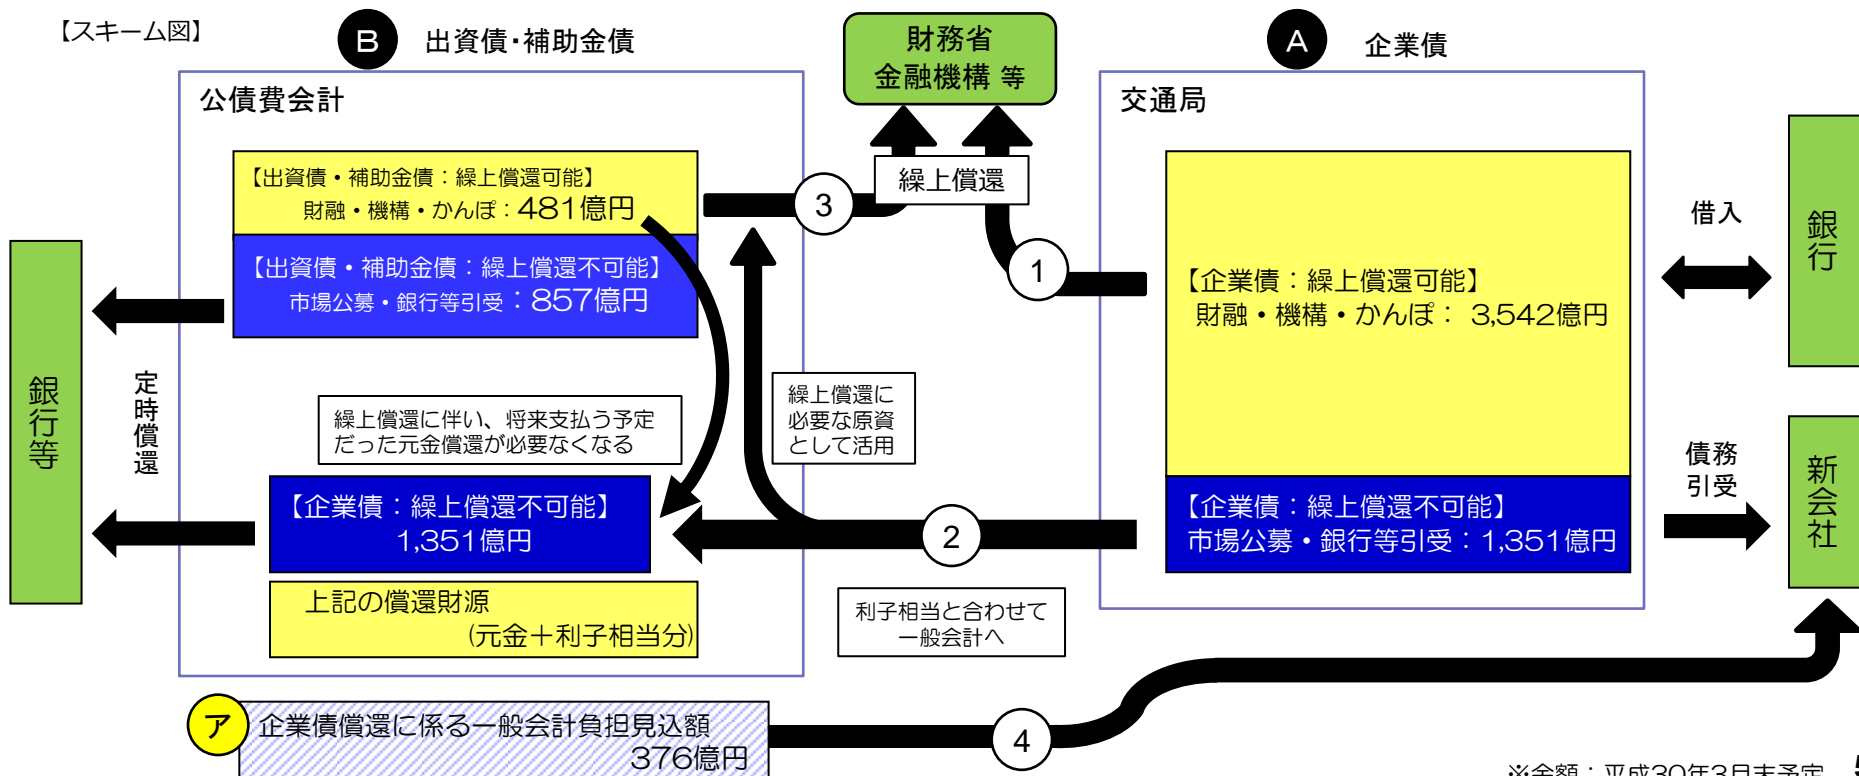 【スキーム図】
B 出資債・補助金債
財務省
金融機構 等
A 企業債
公債費会計
交通局
【出資債・補助金債：繰上償還可能】
財融・機構・かんぽ：481億円
【出資債・補助金債：繰上償還不可能】
市場公募・銀行等引受：857億円
3
繰上償還
1
【企業債：繰上償還可能】
財融・機構・かんぽ： 3,542億円
借入
銀行
銀行等
定時償還
繰上償還に伴い、将来支払う予定
だった元金償還が必要なくなる
繰上償還に
必要な原資
として活用
【企業債：繰上償還不可能】
1,351億円
2
【企業債：繰上償還不可能】
市場公募・銀行等引受：1,351億円
債務
引受
新会社
上記の償還財源
(元金＋利子相当分)
利子相当と合わせて
一般会計へ
ア 企業債償還に係る一般会計負担見込額
376億円
4
※金額：平成30年3月末予定